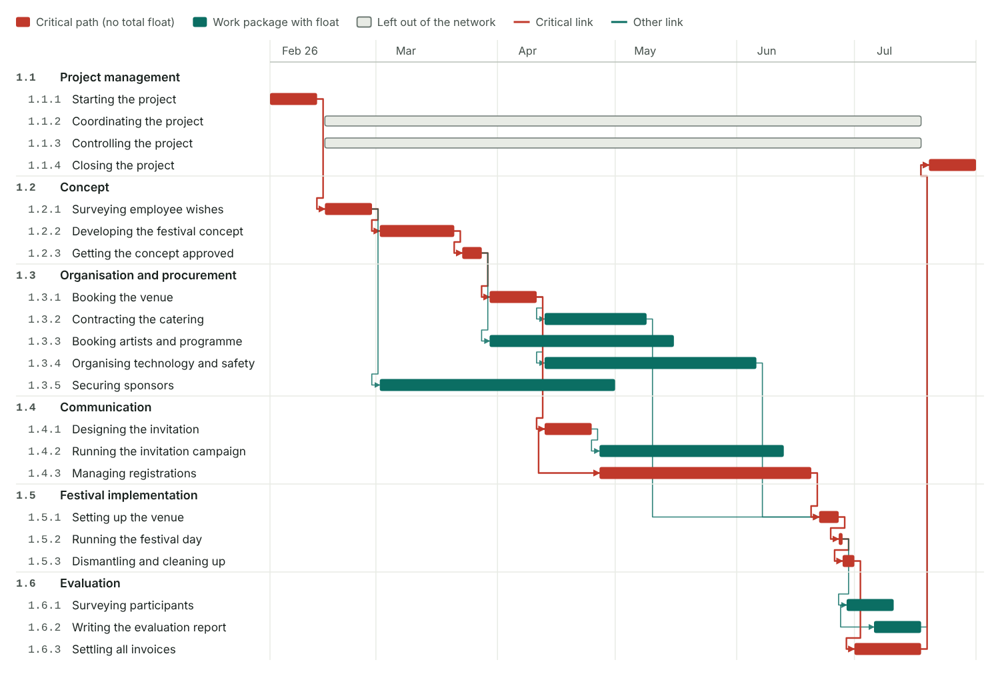 Critical path (no total float) Work package with float Left out of the network Critical link Other link
Feb 26 Mar Apr May Jun Jul
1.1 Project management
1.1.1 Starting the project
1.1.2 Coordinating the project
1.1.3 Controlling the project
1.1.4 Closing the project
1.2 Concept
1.2.1 Surveying employee wishes
1.2.2 Developing the festival concept
1.2.3 Getting the concept approved
1.3 Organisation and procurement
1.3.1 Booking the venue
1.3.2 Contracting the catering
1.3.3 Booking artists and programme
1.3.4 Organising technology and safety
1.3.5 Securing sponsors
1.4 Communication
1.4.1 Designing the invitation
1.4.2 Running the invitation campaign
1.4.3 Managing registrations
1.5 Festival implementation
1.5.1 Setting up the venue
1.5.2 Running the festival day
1.5.3 Dismantling and cleaning up
1.6 Evaluation
1.6.1 Surveying participants
1.6.2 Writing the evaluation report
1.6.3 Settling all invoices